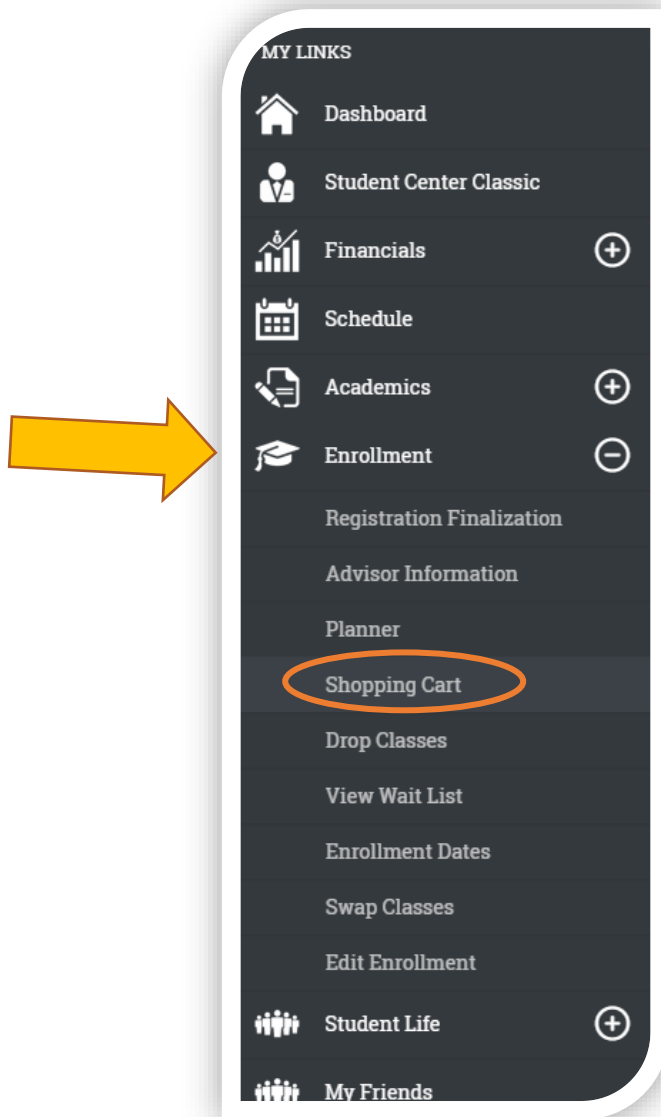 MY LINKS
Dashboard
Student Center Classic
Financials
Schedule
Academics
Enrollment
Registration Finalization
Advisor Information
Planner
Shopping Cart
Drop Classes
View Wait List
Enrollment Dates
Swap Classes
Edit Enrollment
Student Life
My Friends